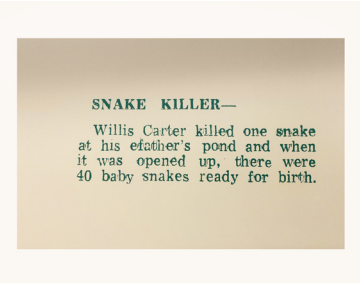 SNAKE KILLER—
Willis Carter killed one snake
at his efather's pond and when
it was opened up, there were
40 baby snakes ready for birth.